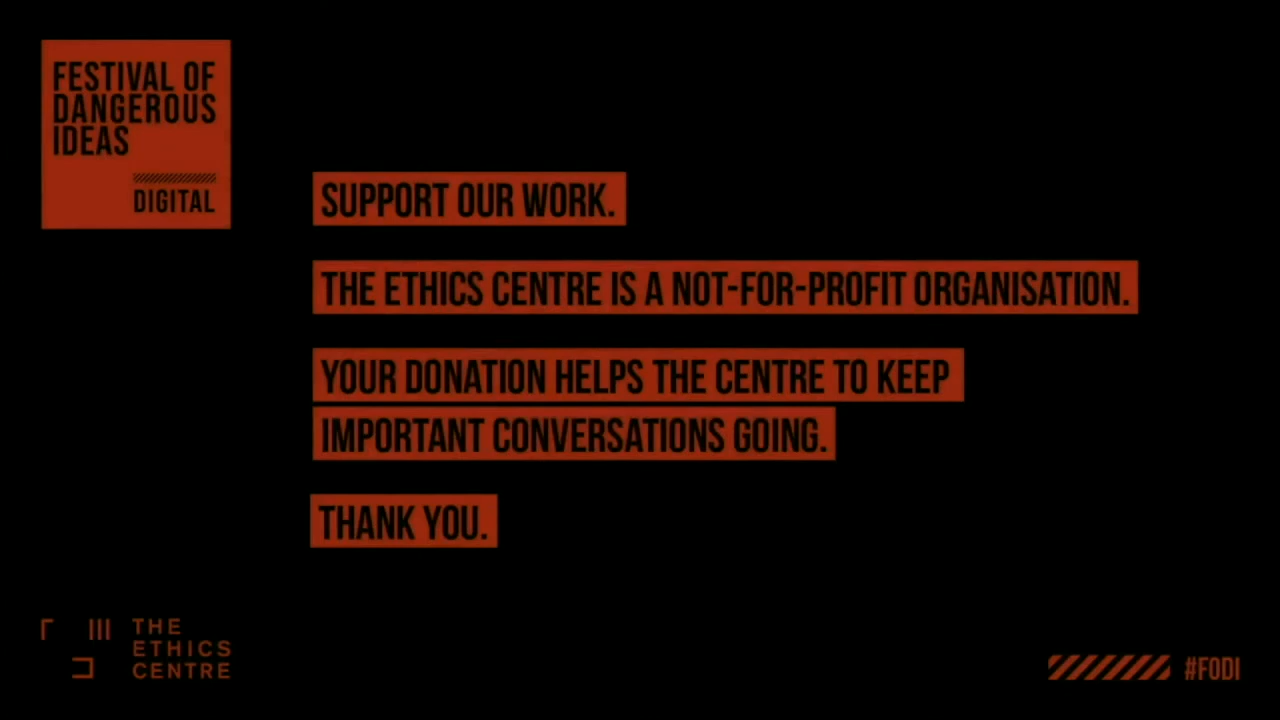 FESTIVAL OF
DANGEROUS
IDEAS
DIGITAL
SUPPORT OUR WORK.
THE ETHICS CENTRE IS A NOT-FOR-PROFIT ORGANISATION.
YOUR DONATION HELPS THE CENTRE TO KEEP
IMPORTANT CONVERSATIONS GOING.
THANK YOU.
THE
ETHICS
CENTRE
#FODI